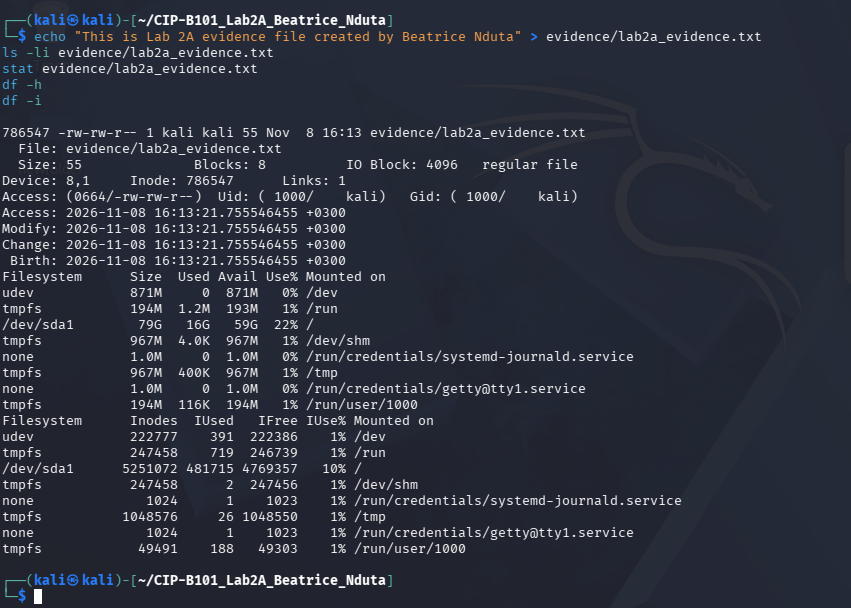 ┌──(kali㉿kali)-[~/CIP-B101_Lab2A_Beatrice_Nduta]
└─$ echo "This is Lab 2A evidence file created by Beatrice Nduta" > evidence/lab2a_evidence.txt
ls -li evidence/lab2a_evidence.txt
stat evidence/lab2a_evidence.txt
df -h
df -i
786547 -rw-rw-r-- 1 kali kali 55 Nov  8 16:13 evidence/lab2a_evidence.txt
  File: evidence/lab2a_evidence.txt
  Size: 55              Blocks: 8          IO Block: 4096   regular file
Device: 8,1     Inode: 786547      Links: 1
Access: (0664/-rw-rw-r--)  Uid: ( 1000/    kali)   Gid: ( 1000/    kali)
Access: 2026-11-08 16:13:21.755546455 +0300
Modify: 2026-11-08 16:13:21.755546455 +0300
Change: 2026-11-08 16:13:21.755546455 +0300
 Birth: 2026-11-08 16:13:21.755546455 +0300
Filesystem      Size  Used Avail Use% Mounted on
udev            871M     0  871M   0% /dev
tmpfs           194M  1.2M  193M   1% /run
/dev/sda1        79G   16G   59G  22% /
tmpfs           967M  4.0K  967M   1% /dev/shm
none            1.0M     0  1.0M   0% /run/credentials/systemd-journald.service
tmpfs           967M  400K  967M   1% /tmp
none            1.0M     0  1.0M   0% /run/credentials/getty@tty1.service
tmpfs           194M  116K  194M   1% /run/user/1000
Filesystem      Inodes  IUsed   IFree IUse% Mounted on
udev            222777    391  222386    1% /dev
tmpfs           247458    719  246739    1% /run
/dev/sda1      5251072 481715 4769357   10% /
tmpfs           247458      2  247456    1% /dev/shm
none              1024      1    1023    1% /run/credentials/systemd-journald.service
tmpfs          1048576     26 1048550    1% /tmp
none              1024      1    1023    1% /run/credentials/getty@tty1.service
tmpfs            49491    188   49303    1% /run/user/1000
┌──(kali㉿kali)-[~/CIP-B101_Lab2A_Beatrice_Nduta]
└─$